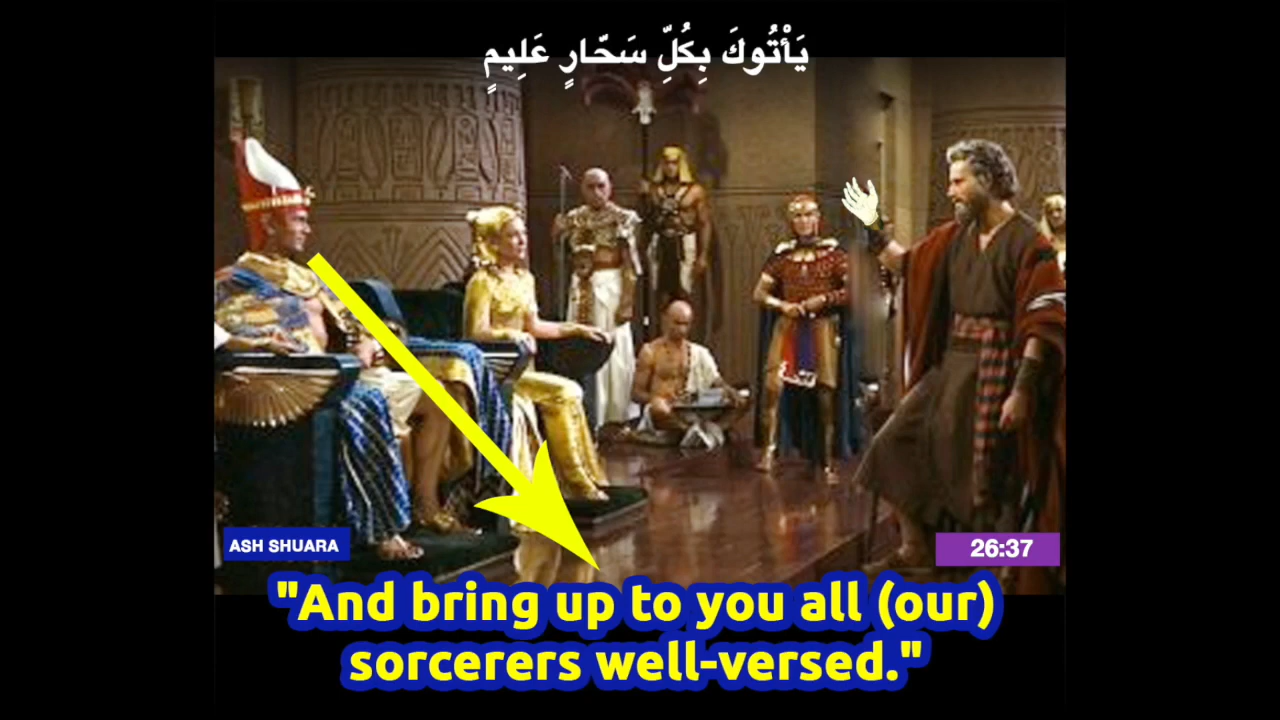 يَأْتُوكَ بِكُلِّ سَحَّارٍ عَلِيمٍ
ASH SHUARA
26:37
"And bring up to you all (our)
sorcerers well-versed."